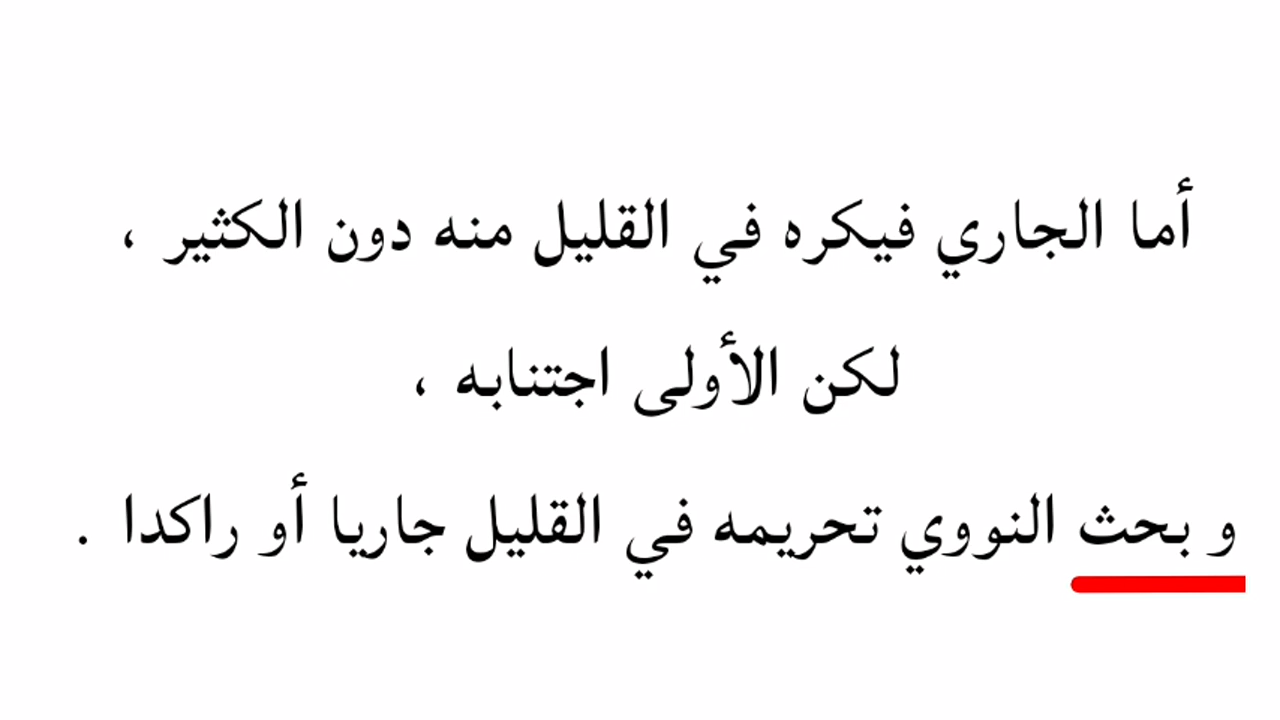 أما الجاري فيكره في القليل منه دون الكثير ،
لكن الأولى اجتنابه ،
و بحث النووي تحريمه في القليل جاريا أو راكدا .